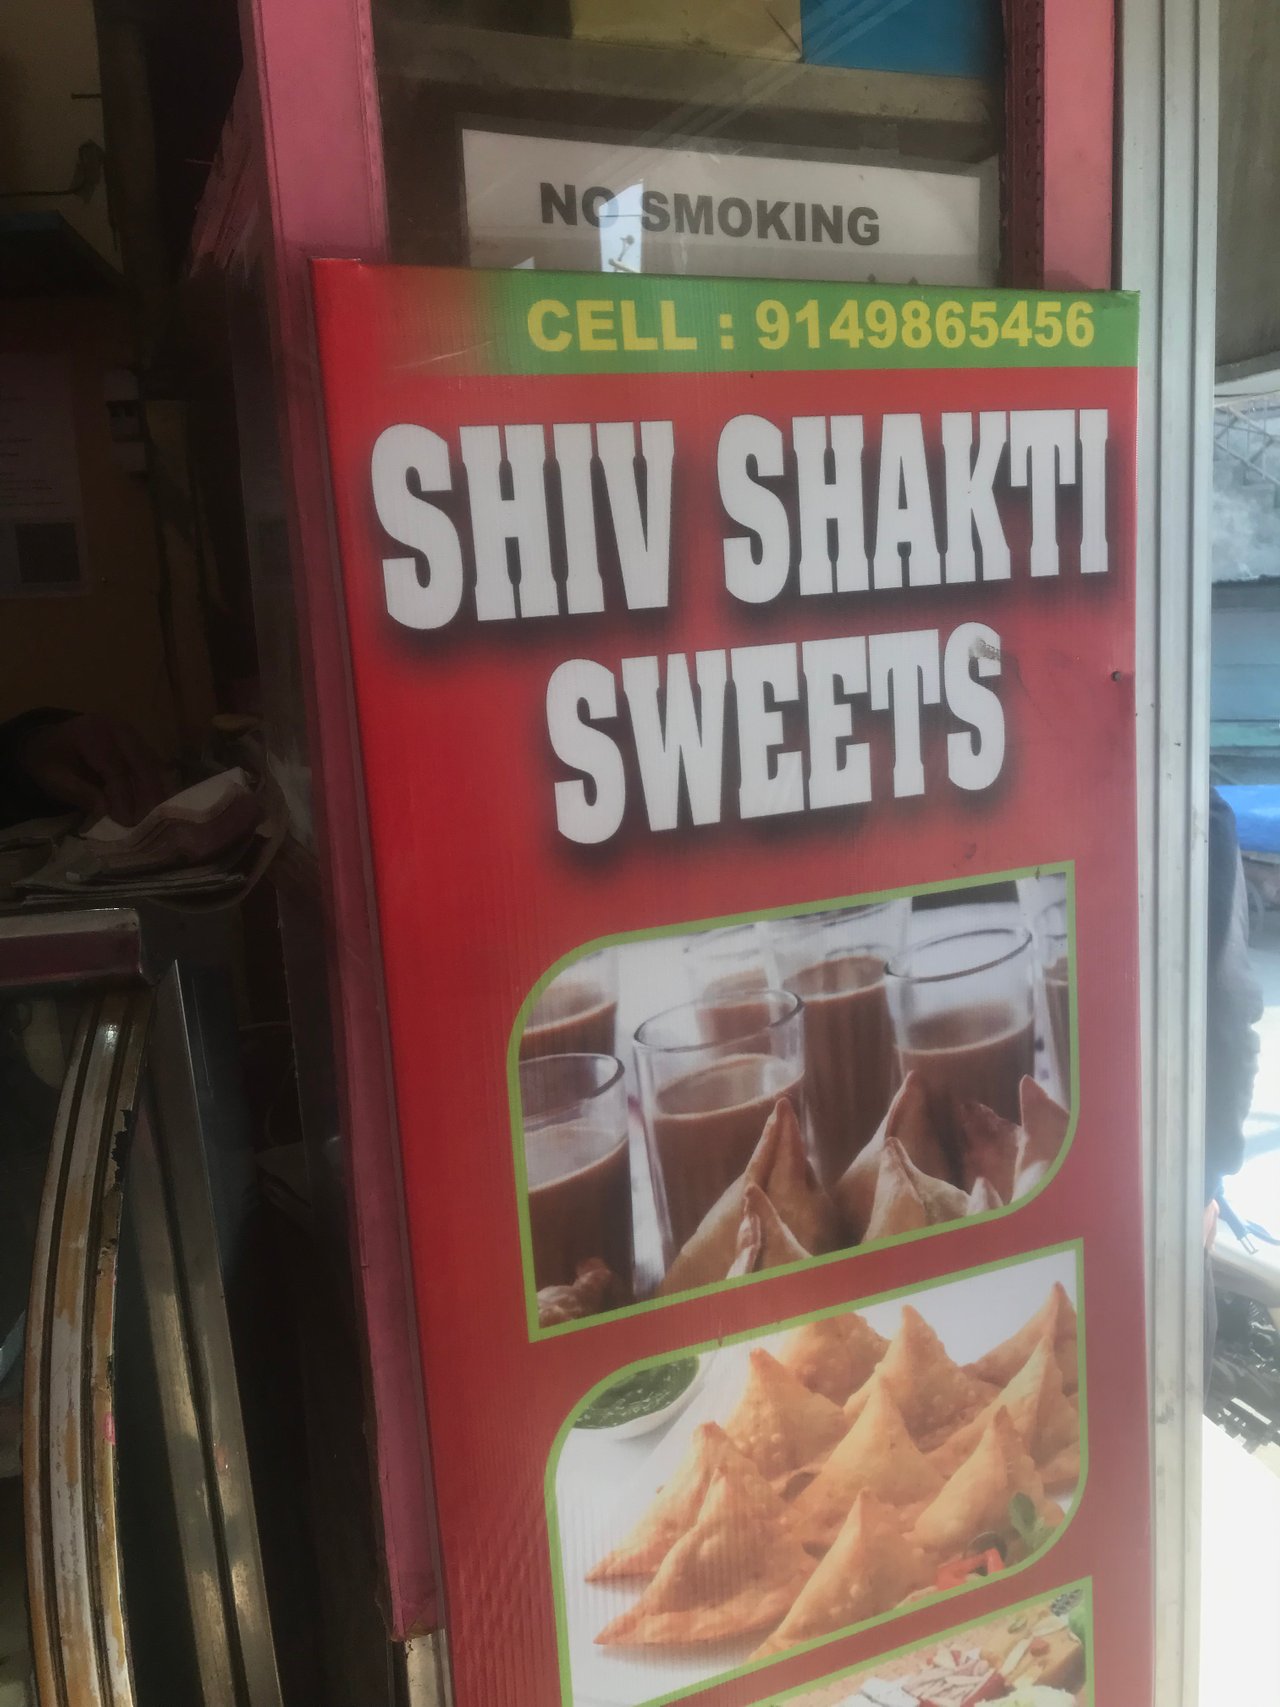 NO SMOKING
CELL : 9149865456
SHIV SHAKTI
SWEETS